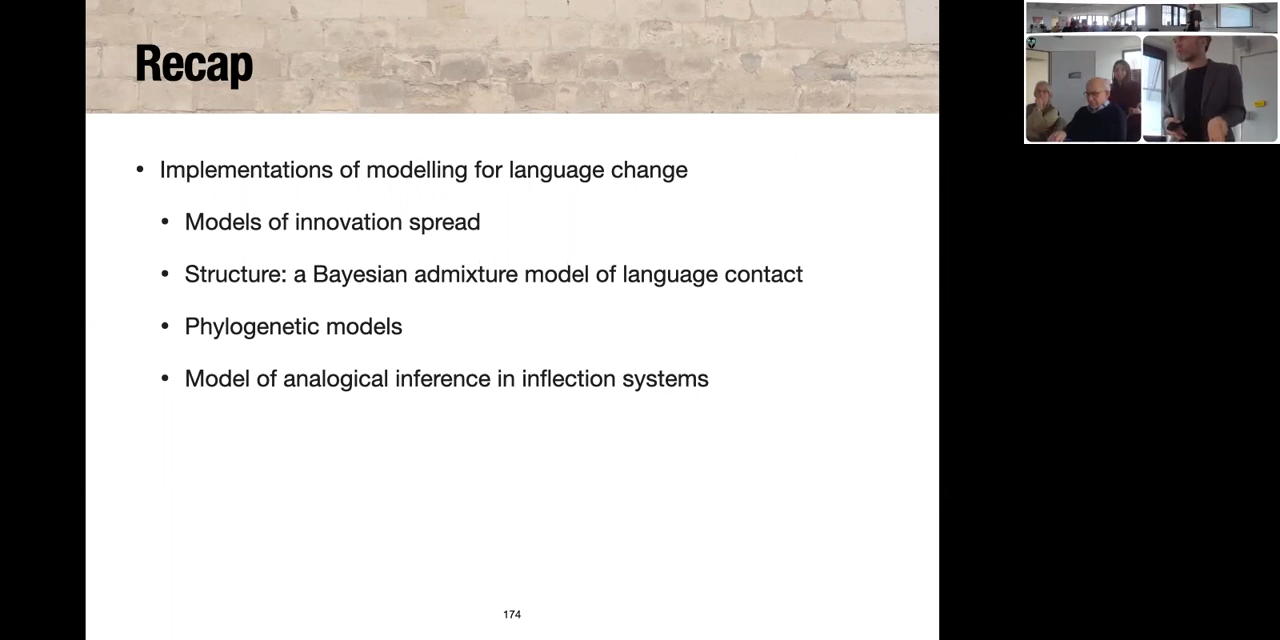 Recap
• Implementations of modelling for language change
• Models of innovation spread
• Structure: a Bayesian admixture model of language contact
• Phylogenetic models
• Model of analogical inference in inflection systems
174